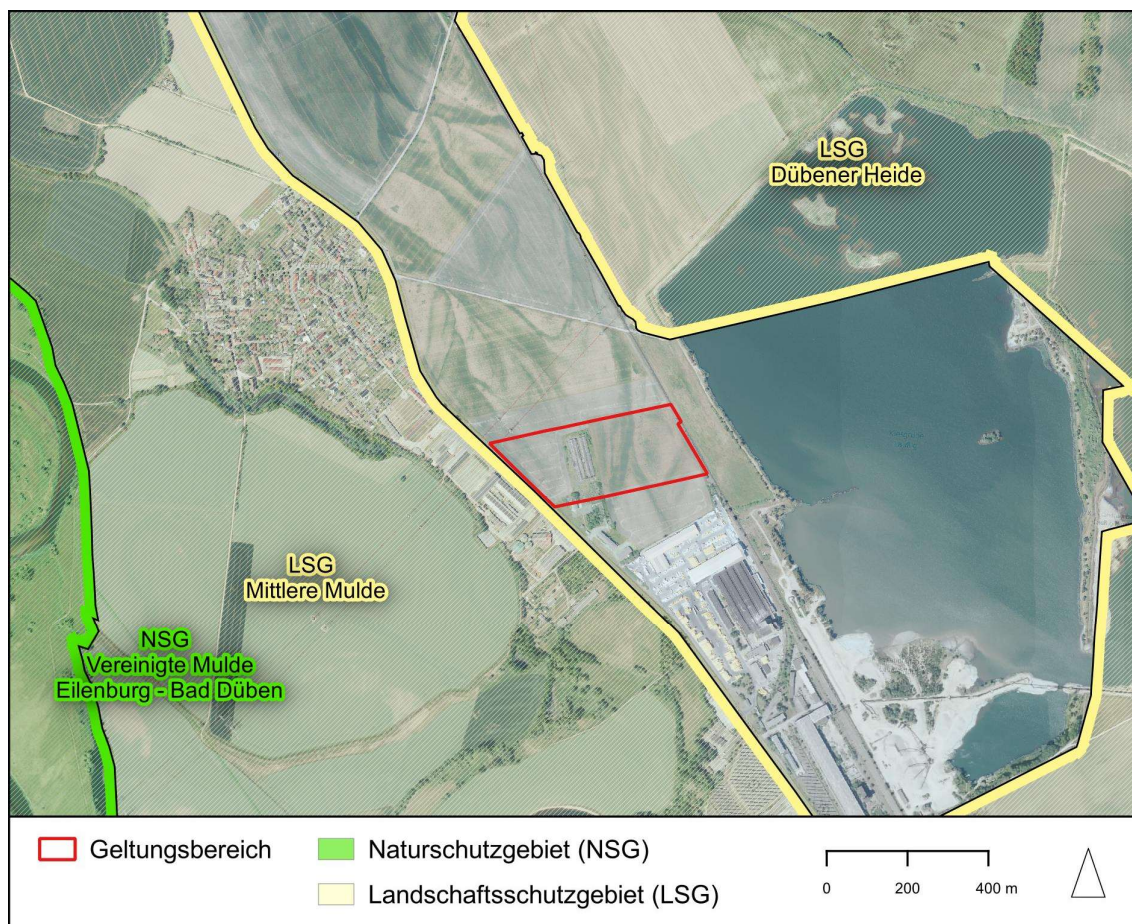 LSG
Dübener Heide
LSG
Mittlere Mulde
NSG
Vereinigte Mulde
Eilenburg - Bad Düben
Geltungsbereich
Naturschutzgebiet (NSG)
Landschaftsschutzgebiet (LSG)
0 200 400 m